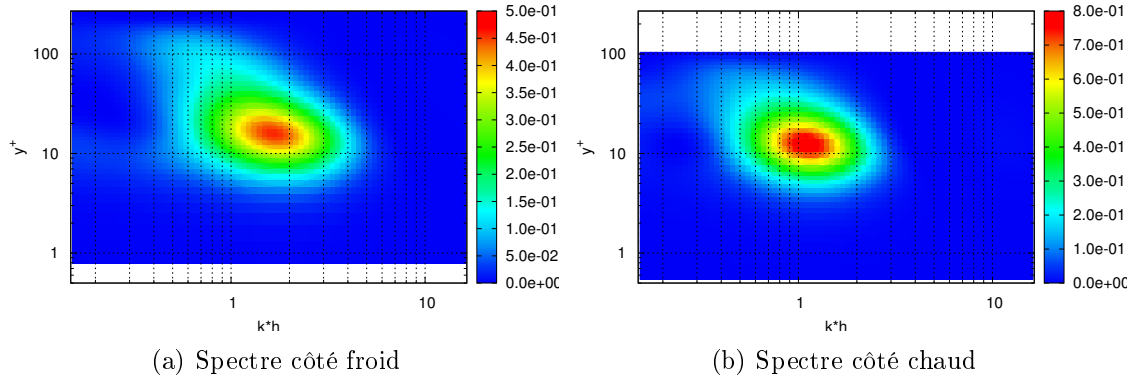 100
10
1
y+
1
10
k*h
5.0e-01
4.5e-01
4.0e-01
3.5e-01
3.0e-01
2.5e-01
2.0e-01
1.5e-01
1.0e-01
5.0e-02
0.0e+00
(a) Spectre côté froid
100
10
1
y+
1
10
k*h
8.0e-01
7.0e-01
6.0e-01
5.0e-01
4.0e-01
3.0e-01
2.0e-01
1.0e-01
0.0e+00
(b) Spectre côté chaud